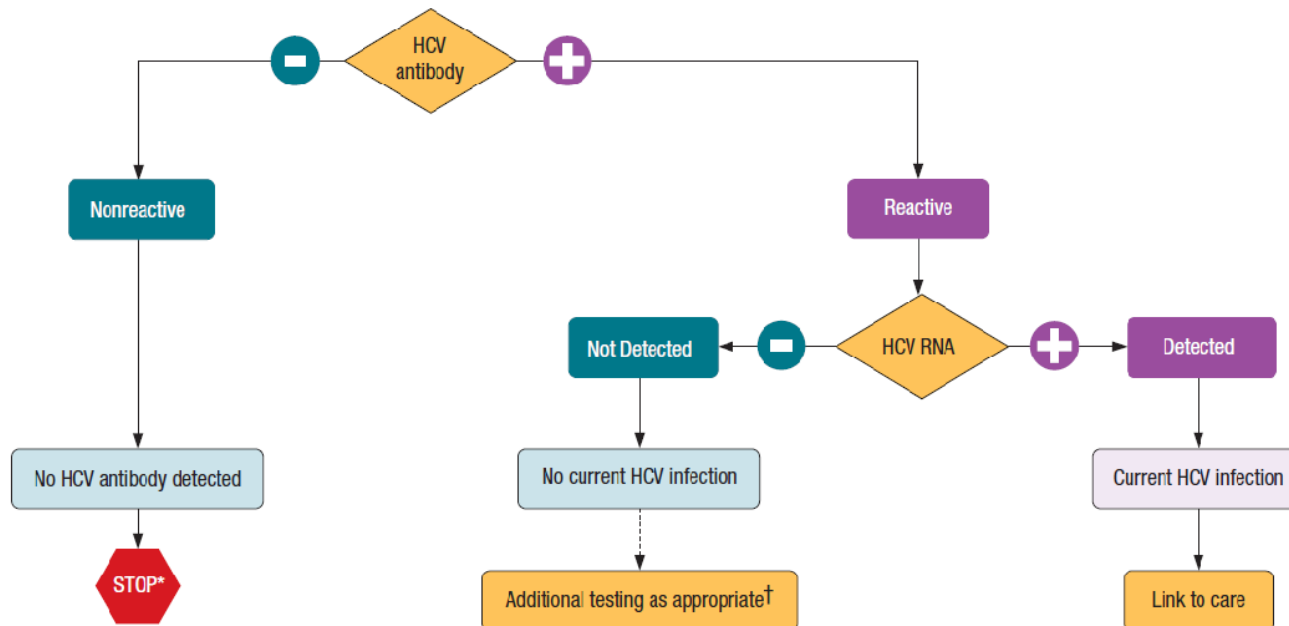 HCV
antibody
Nonreactive
Reactive
Not Detected
HCV RNA
Detected
No HCV antibody detected
No current HCV infection
Current HCV infection
STOP*
Additional testing as appropriate†
Link to care